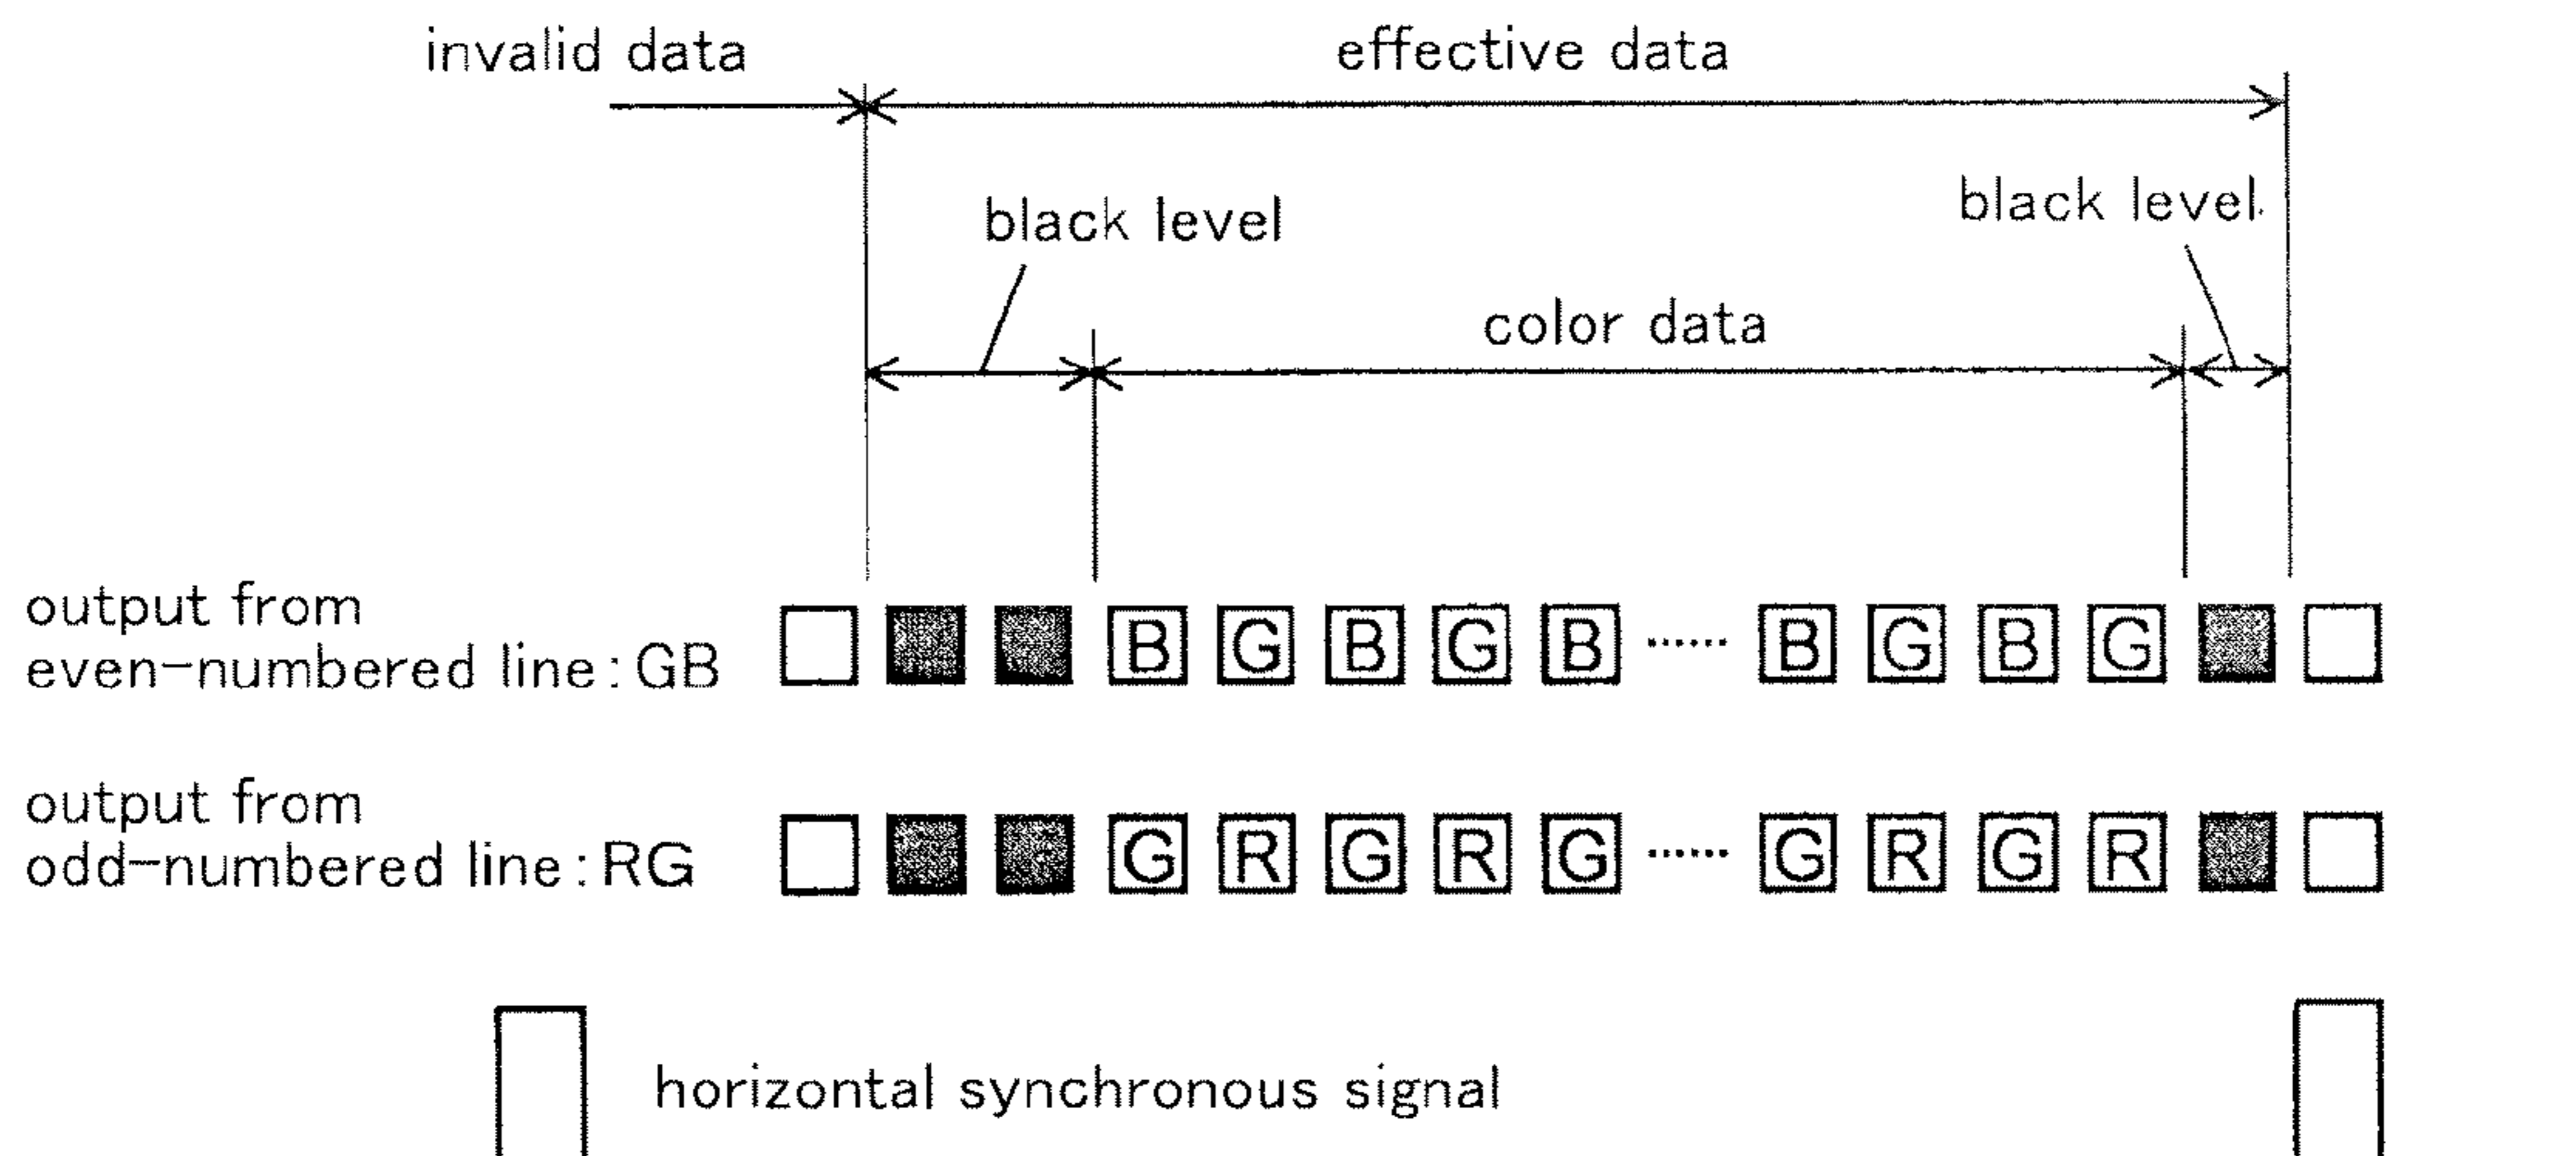 invalid data
effective data
black level
black level
color data
output from
even-numbered line:GB
B G B G B ...... B G B G
output from
odd-numbered line:RG
G R G R G ...... G R G R
horizontal synchronous signal